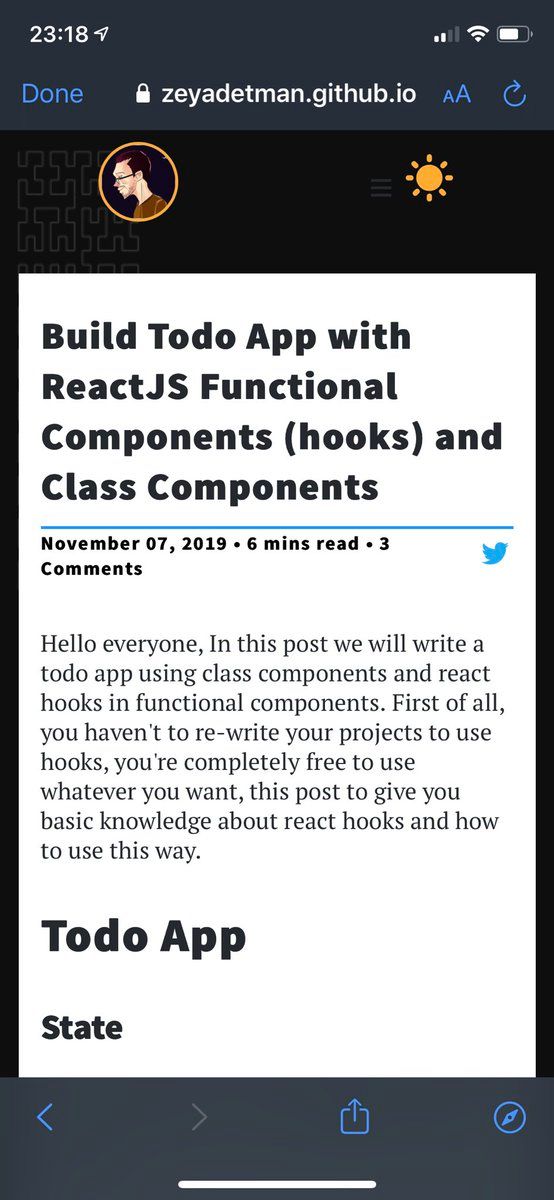 23:18
Done
zeyadetman.github.io
AA
Build Todo App with
ReactJS Functional
Components (hooks) and
Class Components
November 07, 2019 • 6 mins read • 3
Comments
Hello everyone, In this post we will write a
todo app using class components and react
hooks in functional components. First of all,
you haven't to re-write your projects to use
hooks, you're completely free to use
whatever you want, this post to give you
basic knowledge about react hooks and how
to use this way.
Todo App
State